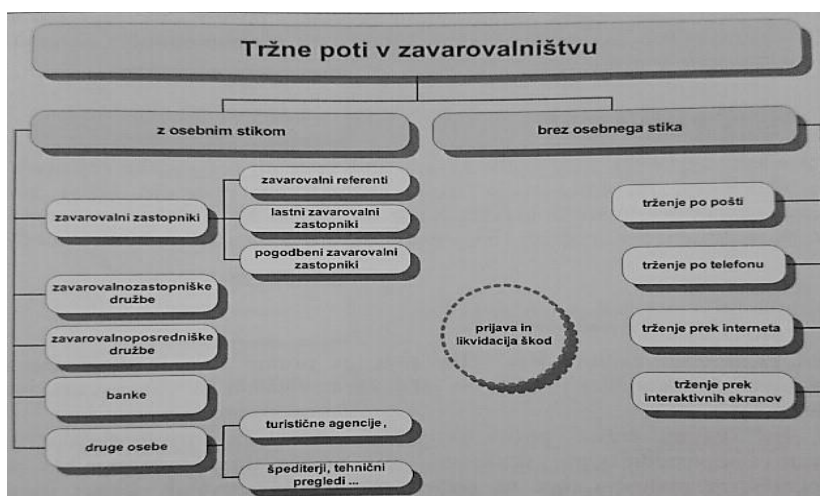 Tržne poti v zavarovalništvu
z osebnim stikom
brez osebnega stika
zavarovalni zastopniki
zavarovalni referenti
lastni zavarovalni
zastopniki
pogodbeni zavarovalni
zastopniki
zavarovalnozastopniške
družbe
zavarovalnoposredniške
družbe
banke
druge osebe
turistične agencije,
špediterji, tehnični
pregledi ...
prijava in
likvidacija škod
trženje po pošti
trženje po telefonu
trženje prek interneta
trženje prek
interaktivnih ekranov